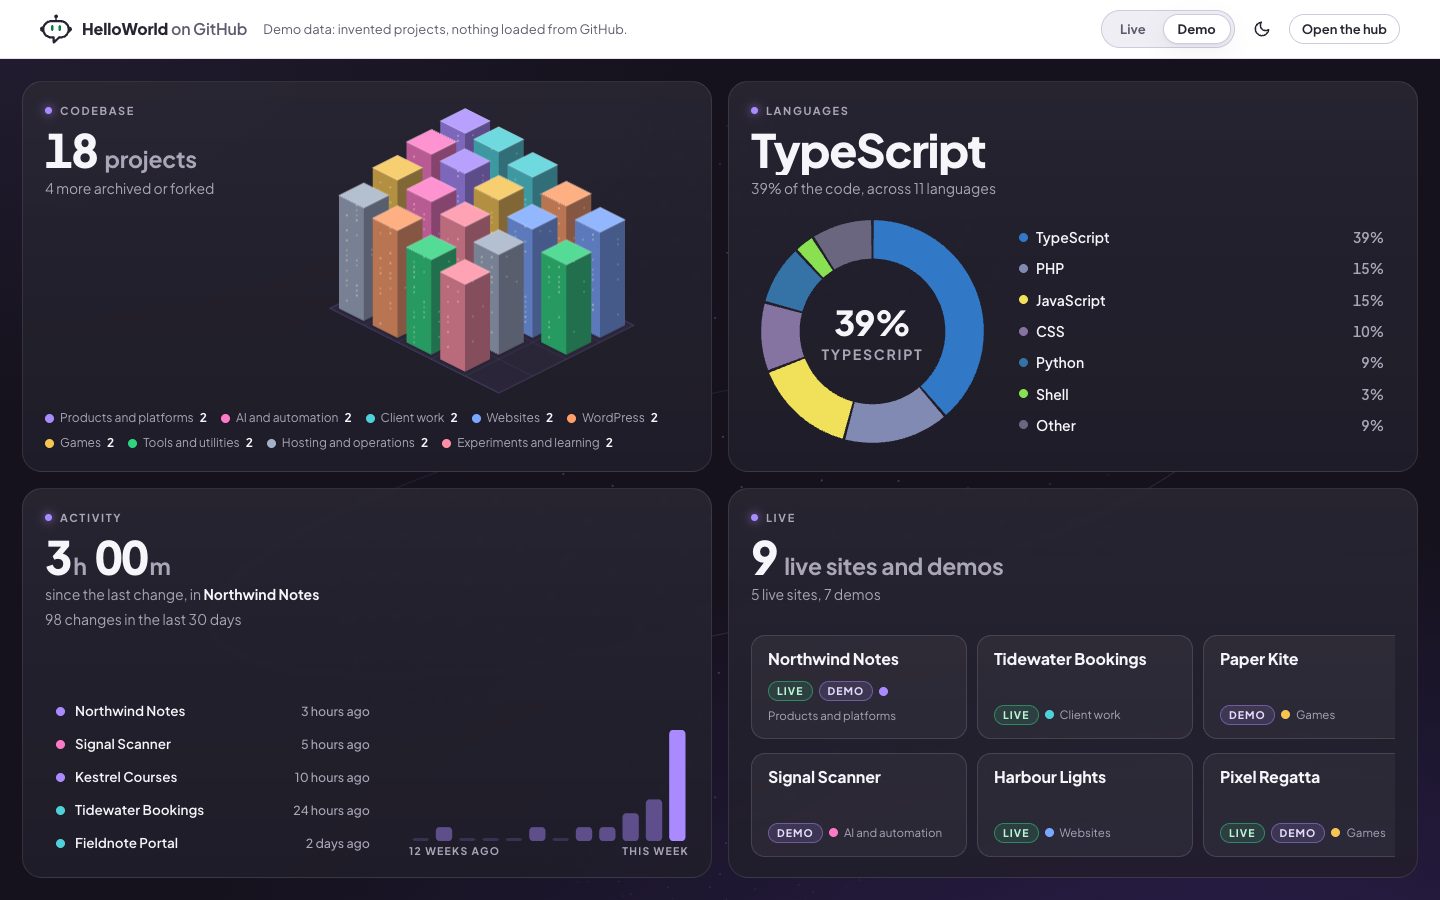 HelloWorld on GitHub
Demo data: invented projects, nothing loaded from GitHub.
Live
Demo
Open the hub
CODEBASE
18 projects
4 more archived or forked
Products and platforms 2
AI and automation 2
Client work 2
Websites 2
WordPress 2
Games 2
Tools and utilities 2
Hosting and operations 2
Experiments and learning 2
LANGUAGES
TypeScript
39% of the code, across 11 languages
39%
TYPESCRIPT
TypeScript 39%
PHP 15%
JavaScript 15%
CSS 10%
Python 9%
Shell 3%
Other 9%
ACTIVITY
3h 00m
since the last change, in Northwind Notes
98 changes in the last 30 days
Northwind Notes 3 hours ago
Signal Scanner 5 hours ago
Kestrel Courses 10 hours ago
Tidewater Bookings 24 hours ago
Fieldnote Portal 2 days ago
12 WEEKS AGO
THIS WEEK
LIVE
9 live sites and demos
5 live sites, 7 demos
Northwind Notes
LIVE DEMO
Products and platforms
Tidewater Bookings
LIVE Client work
Paper Kite
DEMO Games
Signal Scanner
DEMO AI and automation
Harbour Lights
LIVE Websites
Pixel Regatta
LIVE DEMO Games